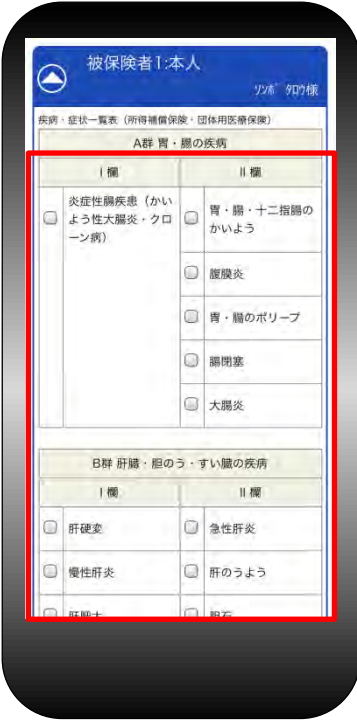 被保険者1:本人
リンポ タロウ様
疾病・症状一覧表（所得補償保険・団体用医療保険）
A群 胃・腸の疾病
I 欄
II 欄
炎症性腸疾患（かい
よう性大腸炎・クロ
ーン病）
胃・腸・十二指腸の
かいよう
腹膜炎
胃・腸のポリープ
腸閉塞
大腸炎
B群 肝臓・胆のう・すい臓の疾病
I 欄
II 欄
肝硬変
急性肝炎
慢性肝炎
肝のうよう
肝肥大
胆石